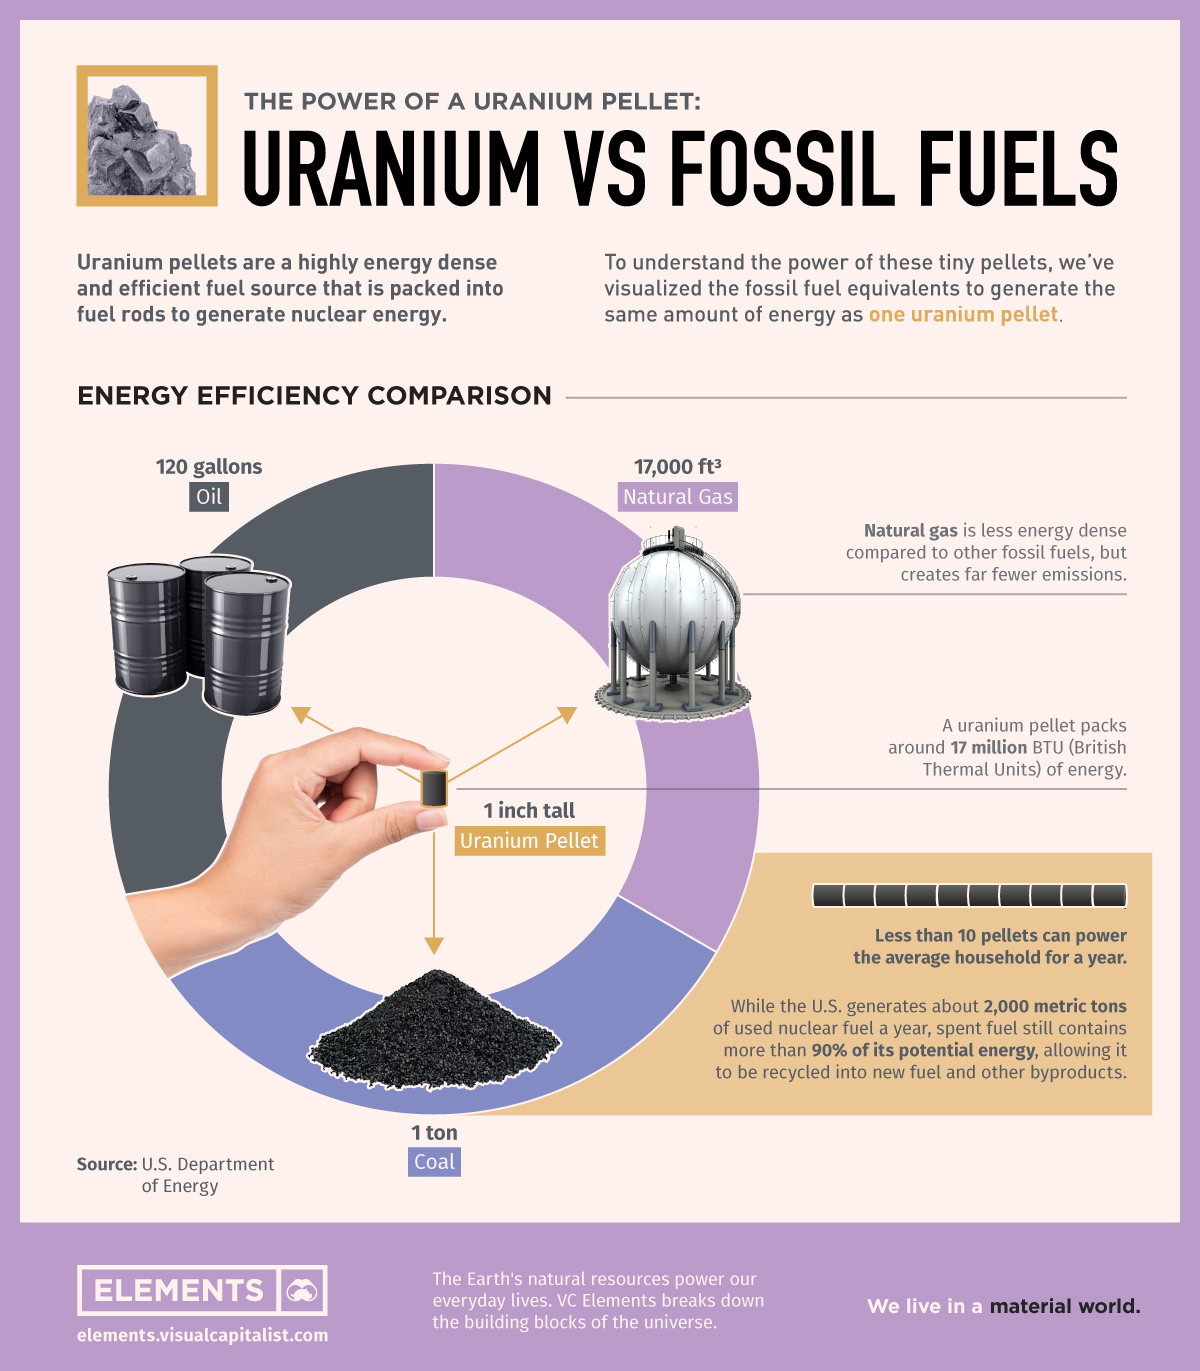 THE POWER OF A URANIUM PELLET:
URANIUM VS FOSSIL FUELS
Uranium pellets are a highly energy dense
and efficient fuel source that is packed into
fuel rods to generate nuclear energy.
To understand the power of these tiny pellets, we've
visualized the fossil fuel equivalents to generate the
same amount of energy as one uranium pellet.
ENERGY EFFICIENCY COMPARISON
120 gallons
Oil
17,000 ft³
Natural Gas
Natural gas is less energy dense
compared to other fossil fuels, but
creates far fewer emissions.
A uranium pellet packs
around 17 million BTU (British
Thermal Units) of energy.
1 inch tall
Uranium Pellet
Less than 10 pellets can power
the average household for a year.
While the U.S. generates about 2,000 metric tons
of used nuclear fuel a year, spent fuel still contains
more than 90% of its potential energy, allowing it
to be recycled into new fuel and other byproducts.
1 ton
Coal
Source: U.S. Department
of Energy
ELEMENTS
elements.visualcapitalist.com
The Earth's natural resources power our
everyday lives. VC Elements breaks down
the building blocks of the universe.
We live in a material world.